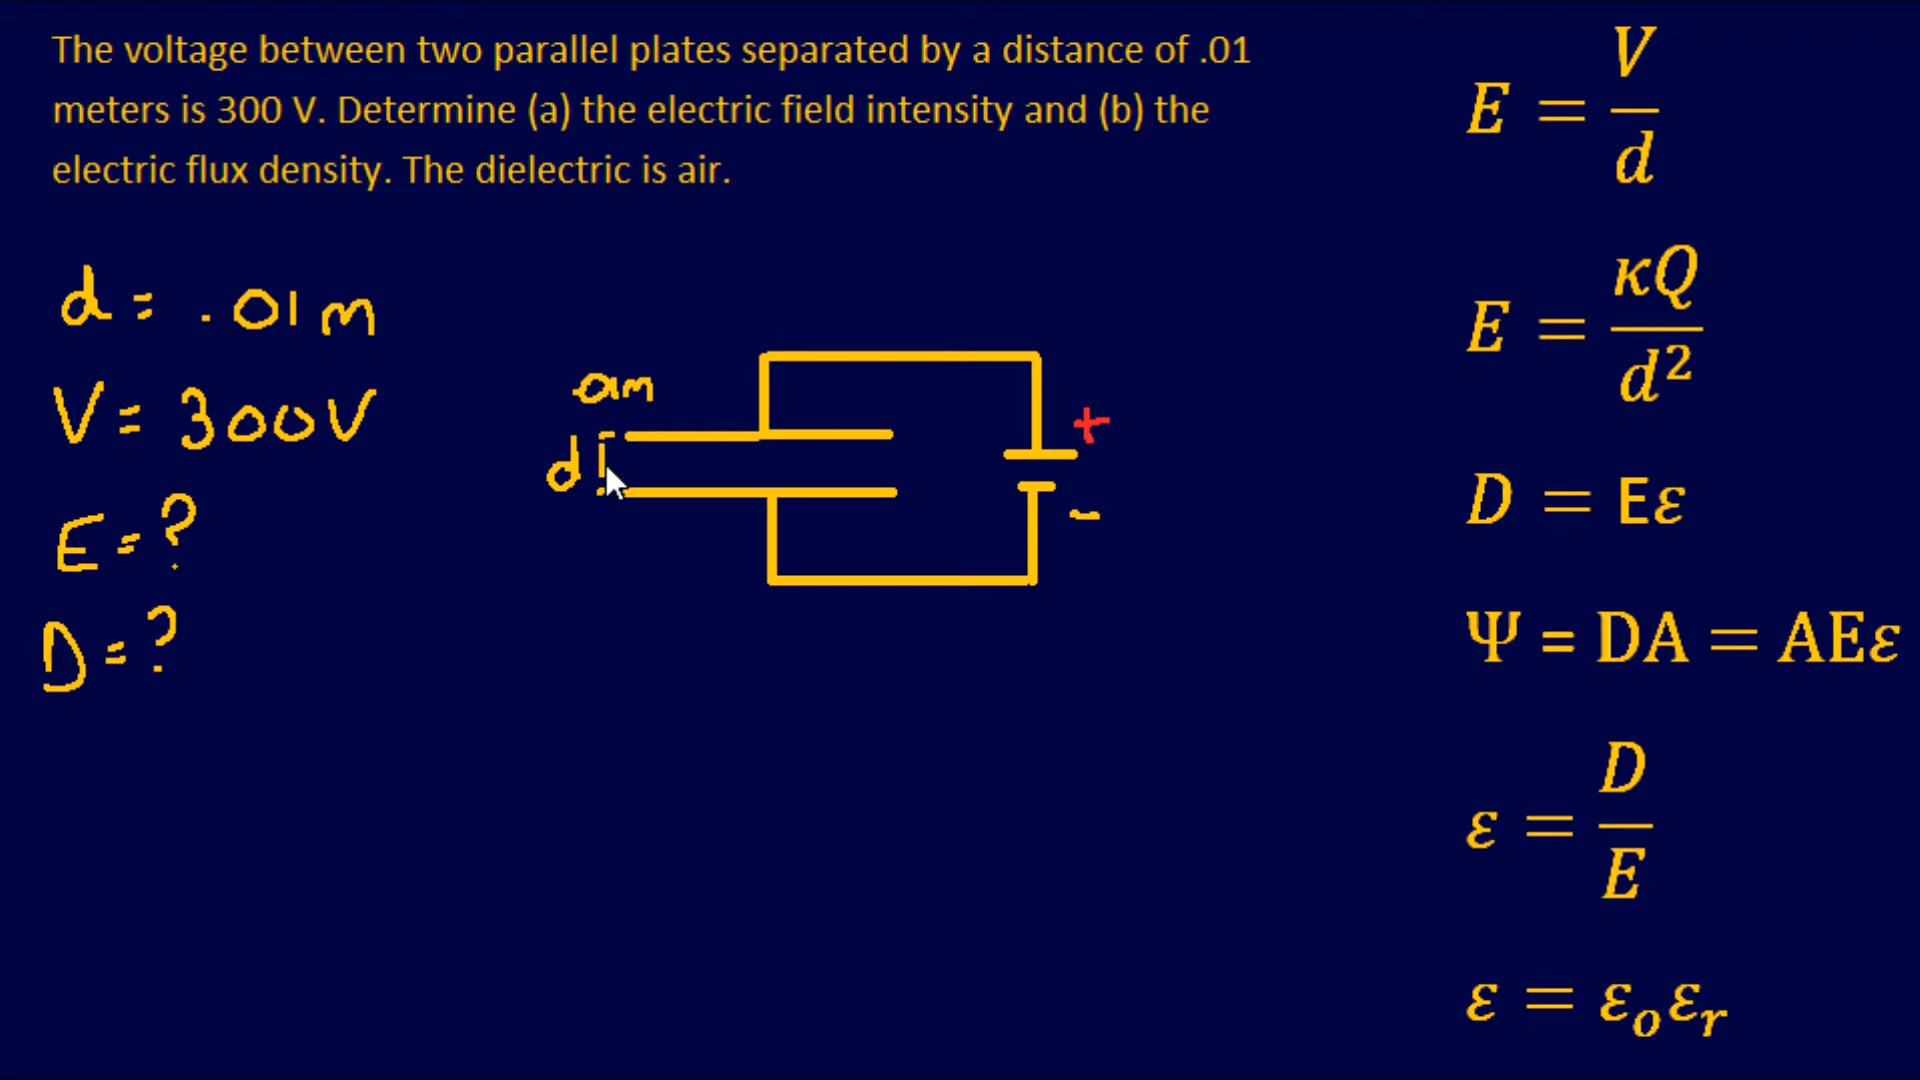 The voltage between two parallel plates separated by a distance of .01
meters is 300 V. Determine (a) the electric field intensity and (b) the
electric flux density. The dielectric is air.
d = .01 m
V = 300 V
E = ?
D = ?
am
d
+
-
E = V/d
E = κQ/d²
D = Eε
Ψ = DA = AEε
ε = D/E
ε = εₒεᵣ